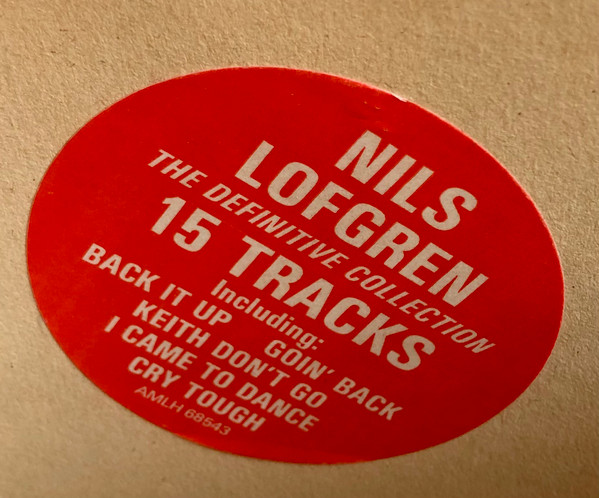 NILS
LOFGREN
THE DEFINITIVE COLLECTION
15 TRACKS
Including:
BACK IT UP GOIN' BACK
KEITH DON'T GO
I CAME TO DANCE
CRY TOUGH
AMLH 68543